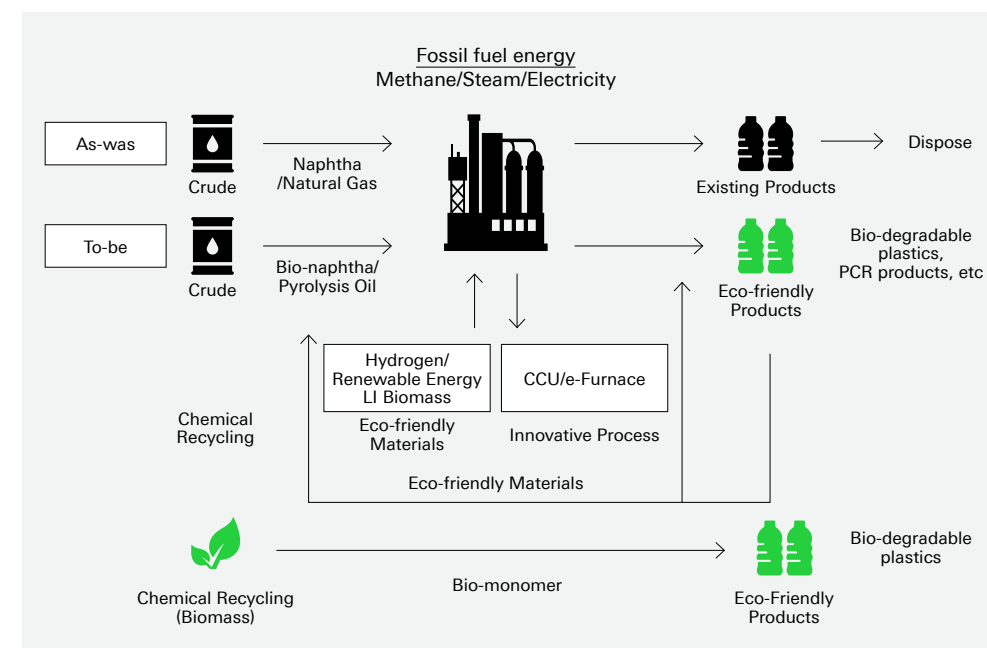 Fossil fuel energy
Methane/Steam/Electricity
As-was
Crude
Naphtha
/Natural Gas
Existing Products
Dispose
To-be
Crude
Bio-naphtha/
Pyrolysis Oil
Eco-friendly
Products
Bio-degradable
plastics,
PCR products, etc
Hydrogen/
Renewable Energy
LI Biomass
Eco-friendly
Materials
CCU/e-Furnace
Innovative Process
Chemical
Recycling
Eco-friendly Materials
Chemical Recycling
(Biomass)
Bio-monomer
Eco-Friendly
Products
Bio-degradable
plastics